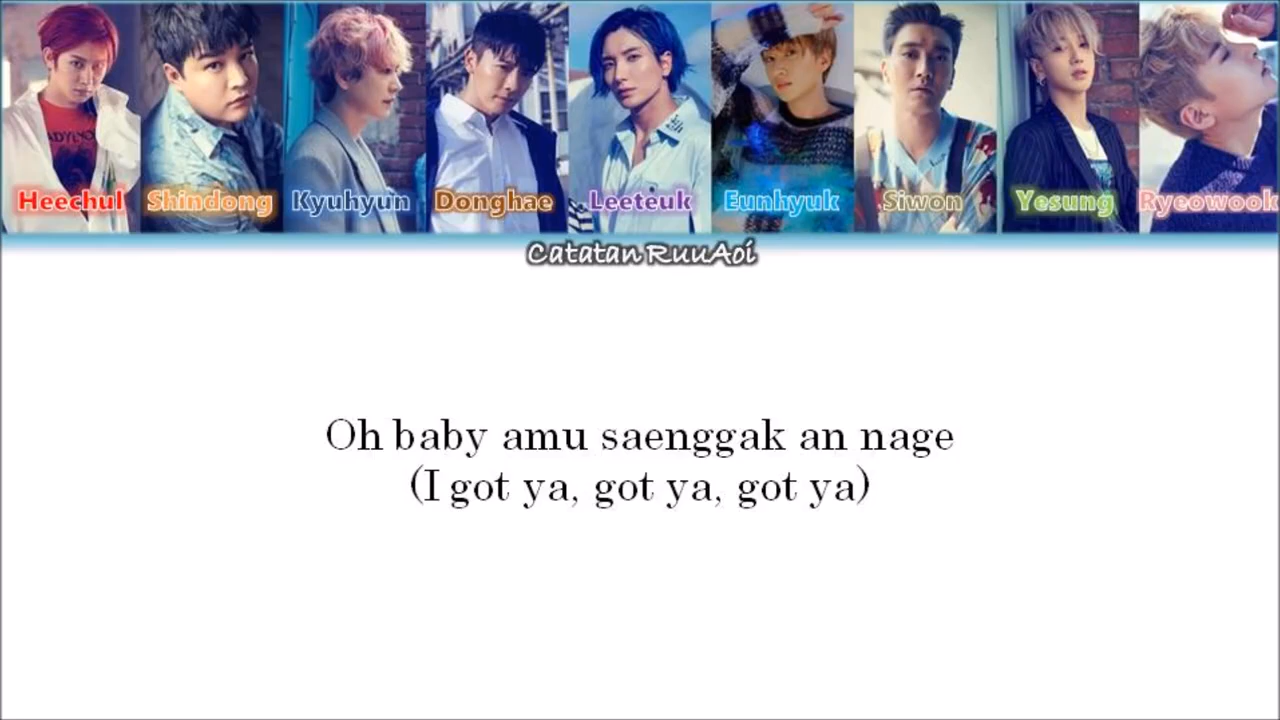 Heechul Shindong Kyuhyun Donghae Leeteuk Eunhyuk Siwon Yesung Ryeowook
Catatan RuuAoi
Oh baby amu saenggak an nage
(I got ya, got ya, got ya)